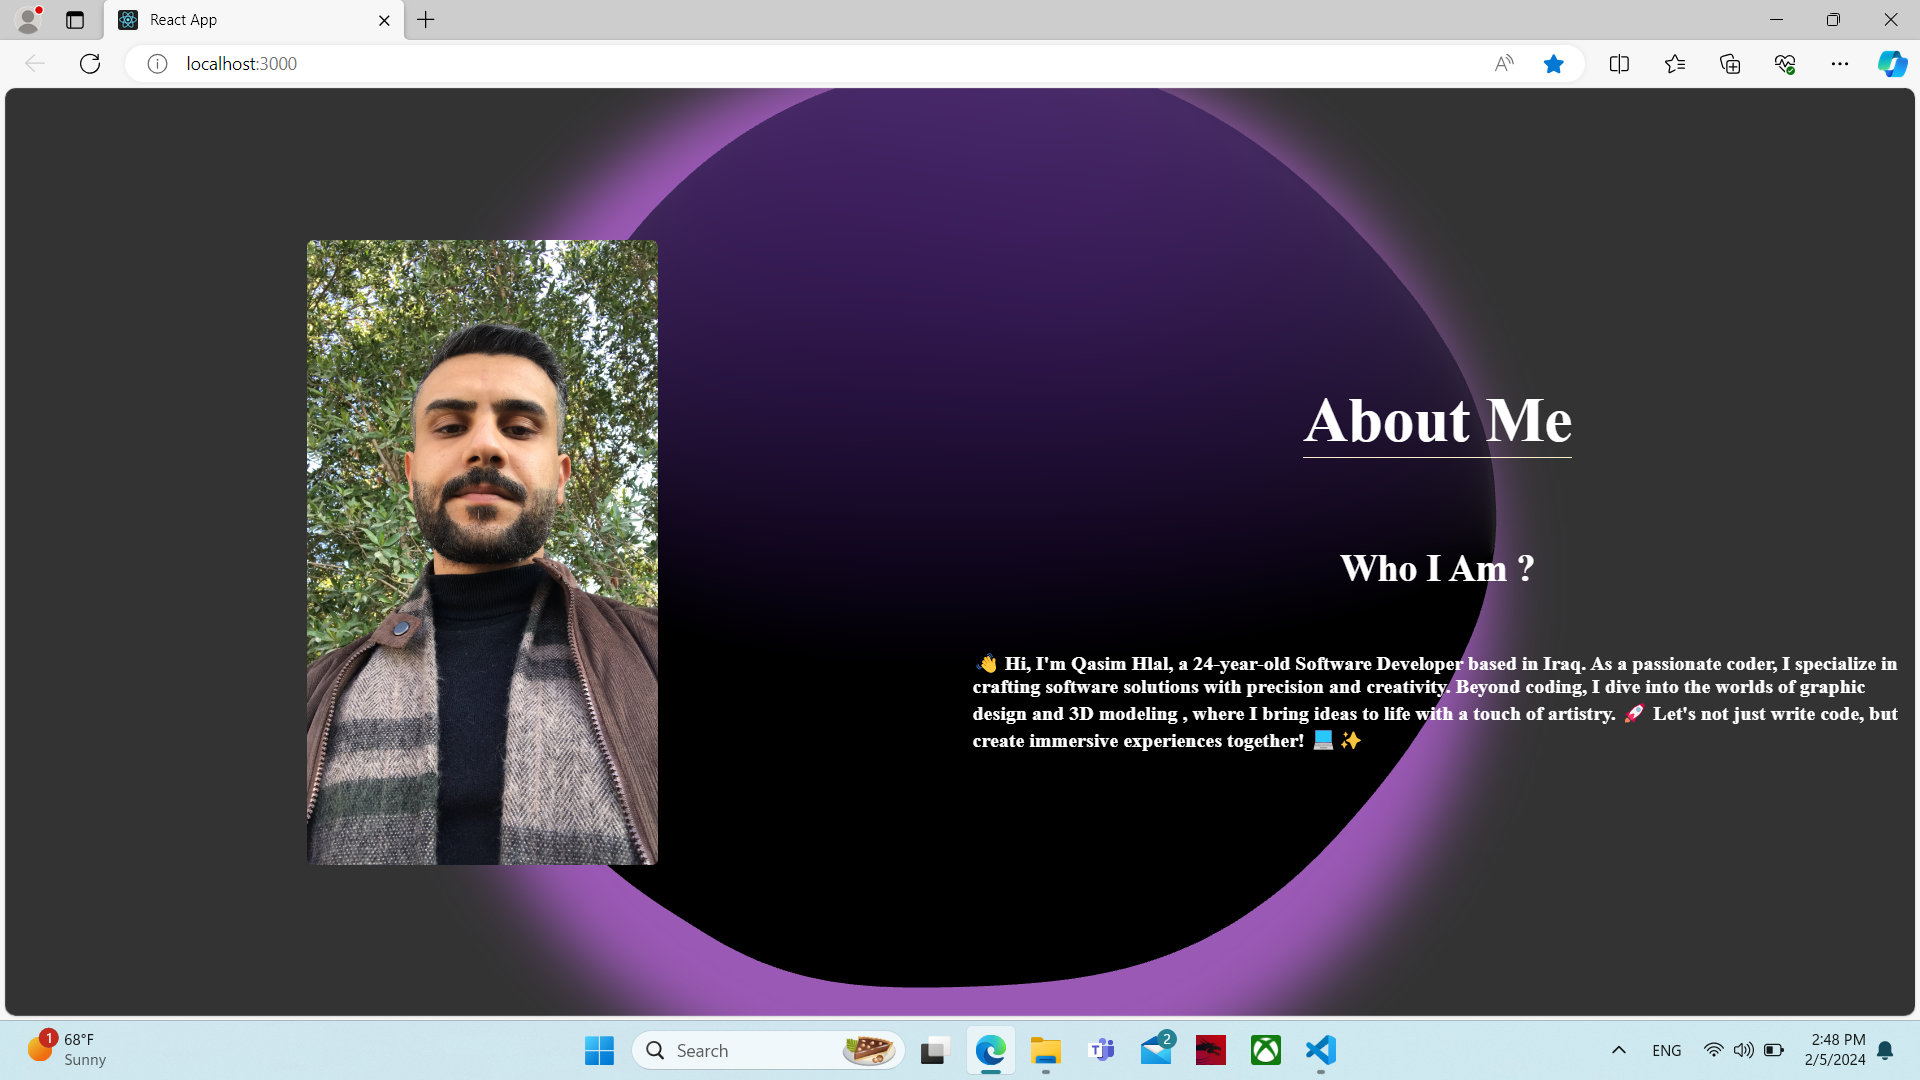 React App
localhost:3000
About Me
Who I Am ?
👋 Hi, I'm Qasim Hlal, a 24-year-old Software Developer based in Iraq. As a passionate coder, I specialize in
crafting software solutions with precision and creativity. Beyond coding, I dive into the worlds of graphic
design and 3D modeling , where I bring ideas to life with a touch of artistry. 🚀 Let's not just write code, but
create immersive experiences together! 💻 ✨
1
68°F
Sunny
Search
2
ENG
2:48 PM
2/5/2024